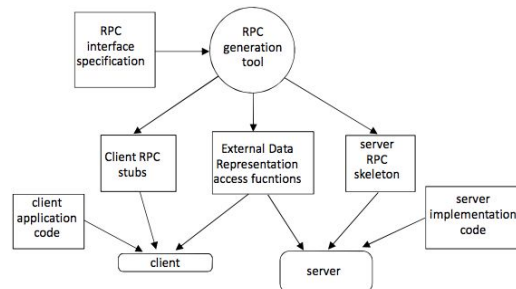 RPC
interface
specification
RPC
generation
tool
Client RPC
stubs
External Data
Representation
access fucntions
server
RPC
skeleton
client
application
code
server
implementation
code
client
server